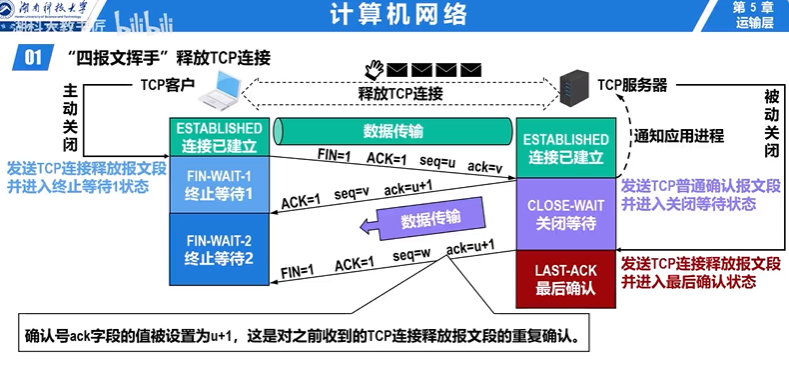 湖南科技大学
Hunan University of Science and Technology
湖科大教书匠 bilibili
计算机网络
第 5 章
运输层
01
“四报文挥手”释放TCP连接
主动关闭
TCP客户
释放TCP连接
TCP服务器
被动关闭
通知应用进程
ESTABLISHED
连接已建立
数据传输
ESTABLISHED
连接已建立
发送TCP连接释放报文段
并进入终止等待1状态
FIN=1 ACK=1 seq=u ack=v
FIN-WAIT-1
终止等待1
ACK=1 seq=v ack=u+1
CLOSE-WAIT
关闭等待
发送TCP普通确认报文段
并进入关闭等待状态
数据传输
FIN-WAIT-2
终止等待2
FIN=1 ACK=1 seq=w ack=u+1
LAST-ACK
最后确认
发送TCP连接释放报文段
并进入最后确认状态
确认号ack字段的值被设置为u+1，这是对之前收到的TCP连接释放报文段的重复确认。